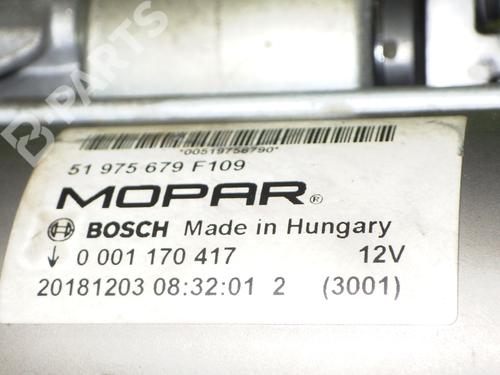 B-PARTS
*00519756790*
51 975 679 F109
MOPAR®
BOSCH Made in Hungary
0 001 170 417 12V
20181203 08:32:01 2 (3001)